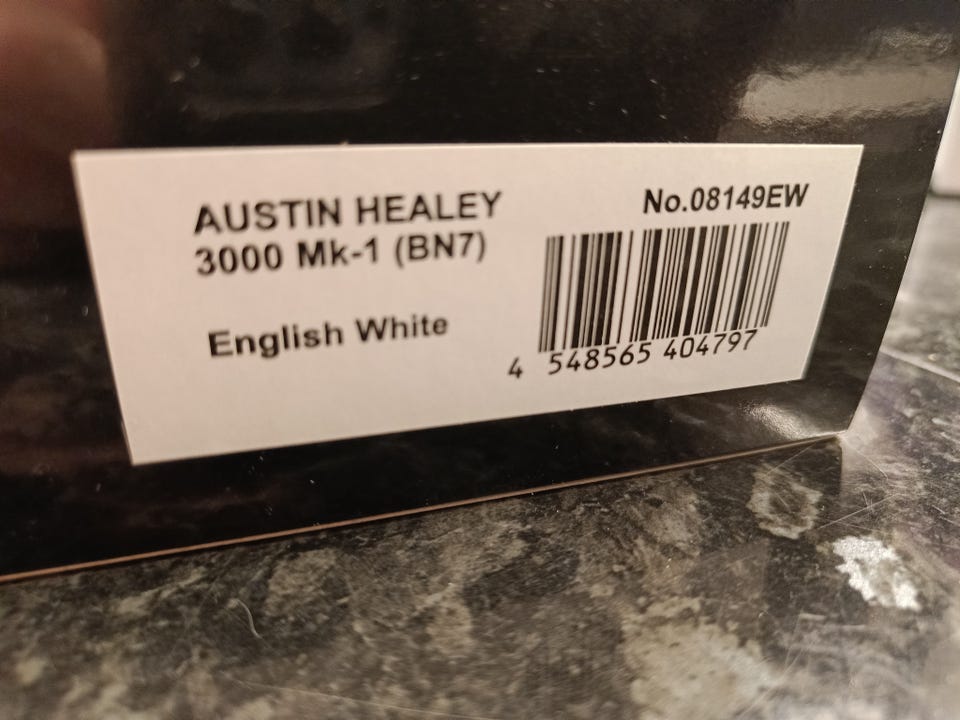 AUSTIN HEALEY
3000 Mk-1 (BN7)
English White
No.08149EW
4 548565 404797